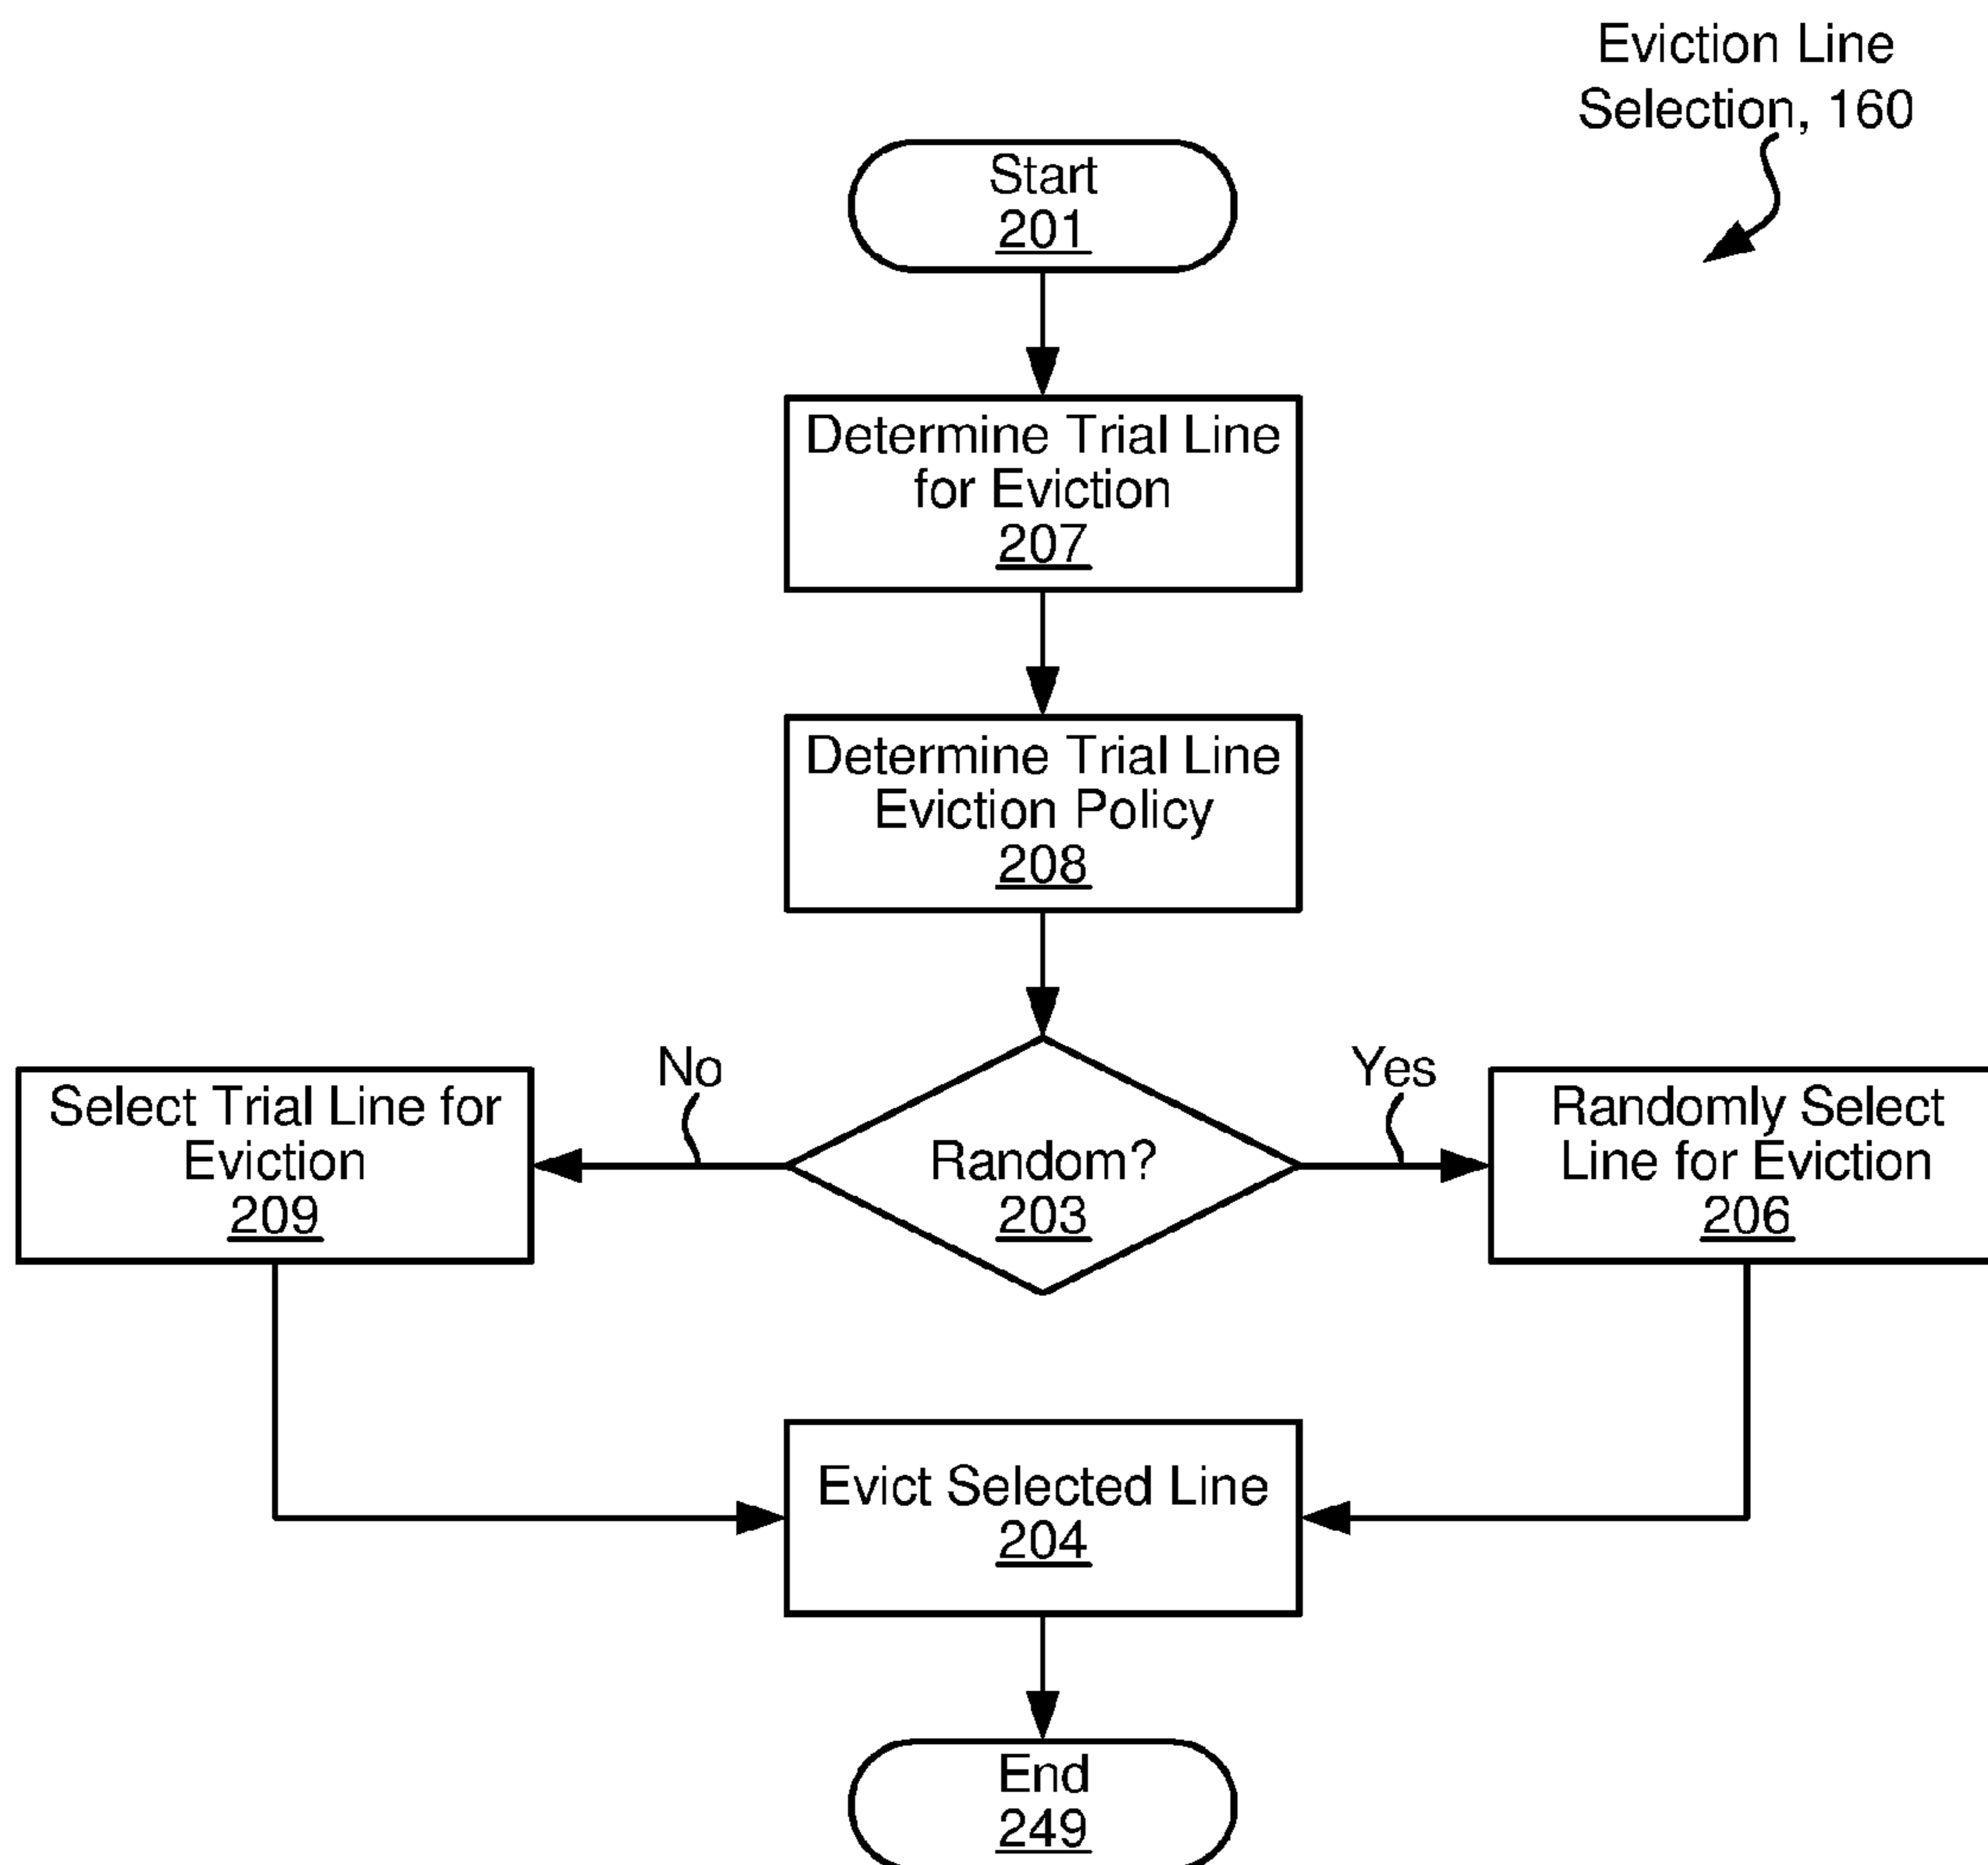 Eviction Line
Selection, 160
Start
201
Determine Trial Line
for Eviction
207
Determine Trial Line
Eviction Policy
208
No
Yes
Select Trial Line for
Eviction
209
Random?
203
Randomly Select
Line for Eviction
206
Evict Selected Line
204
End
249